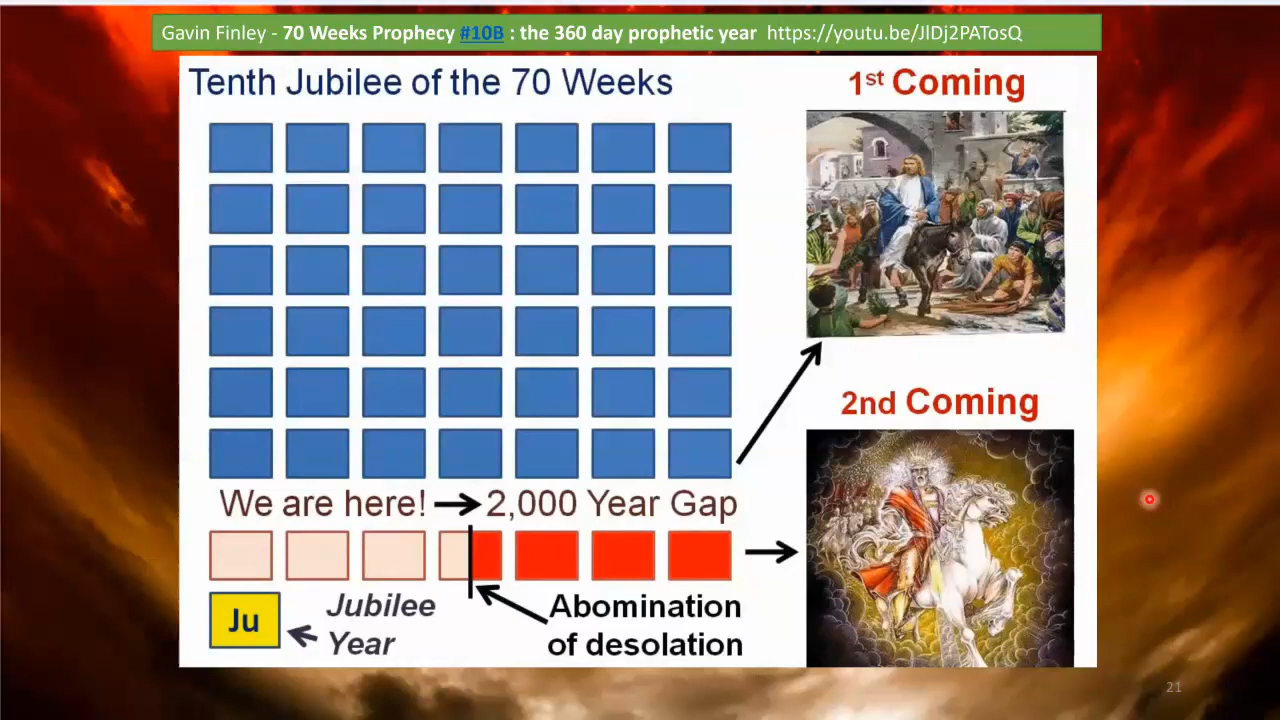 Gavin Finley - 70 Weeks Prophecy #10B : the 360 day prophetic year https://youtu.be/JlDj2PATosQ
Tenth Jubilee of the 70 Weeks
1st Coming
2nd Coming
We are here! → 2,000 Year Gap
Ju
Jubilee
Year
Abomination
of desolation
21